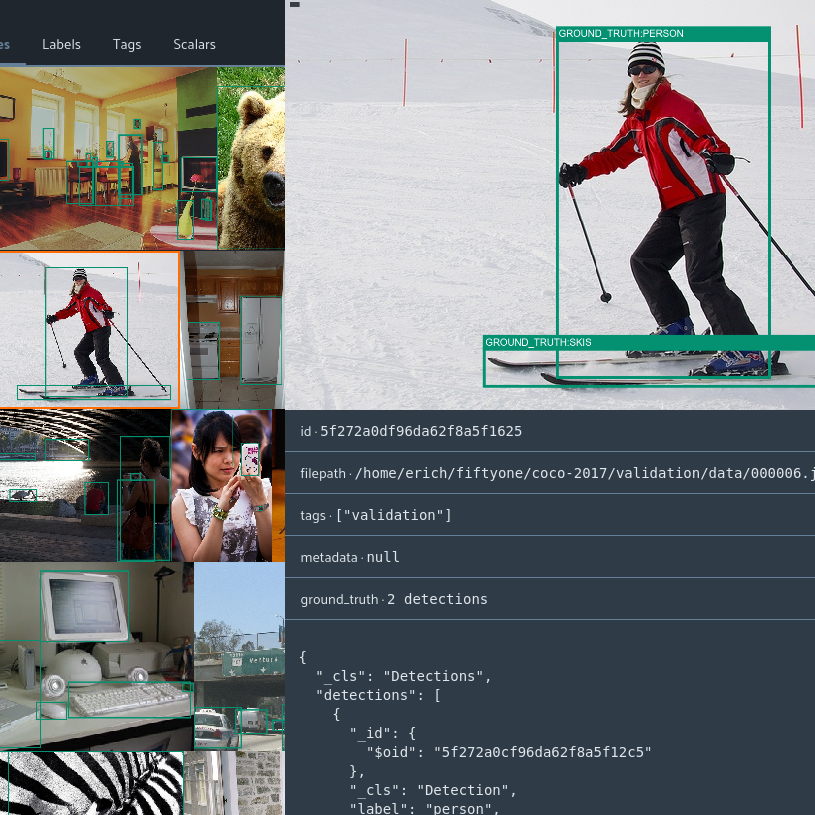 es Labels Tags Scalars
GROUND_TRUTH:PERSON
GROUND_TRUTH:SKIS
Ventura
id · 5f272a0df96da62f8a5f1625
filepath · /home/erich/fiftyone/coco-2017/validation/data/000006.j
tags · ["validation"]
metadata · null
ground_truth · 2 detections
{
"_cls": "Detections",
"detections": [
{
"_id": {
"$oid": "5f272a0cf96da62f8a5f12c5"
},
"_cls": "Detection",
"label": "person",